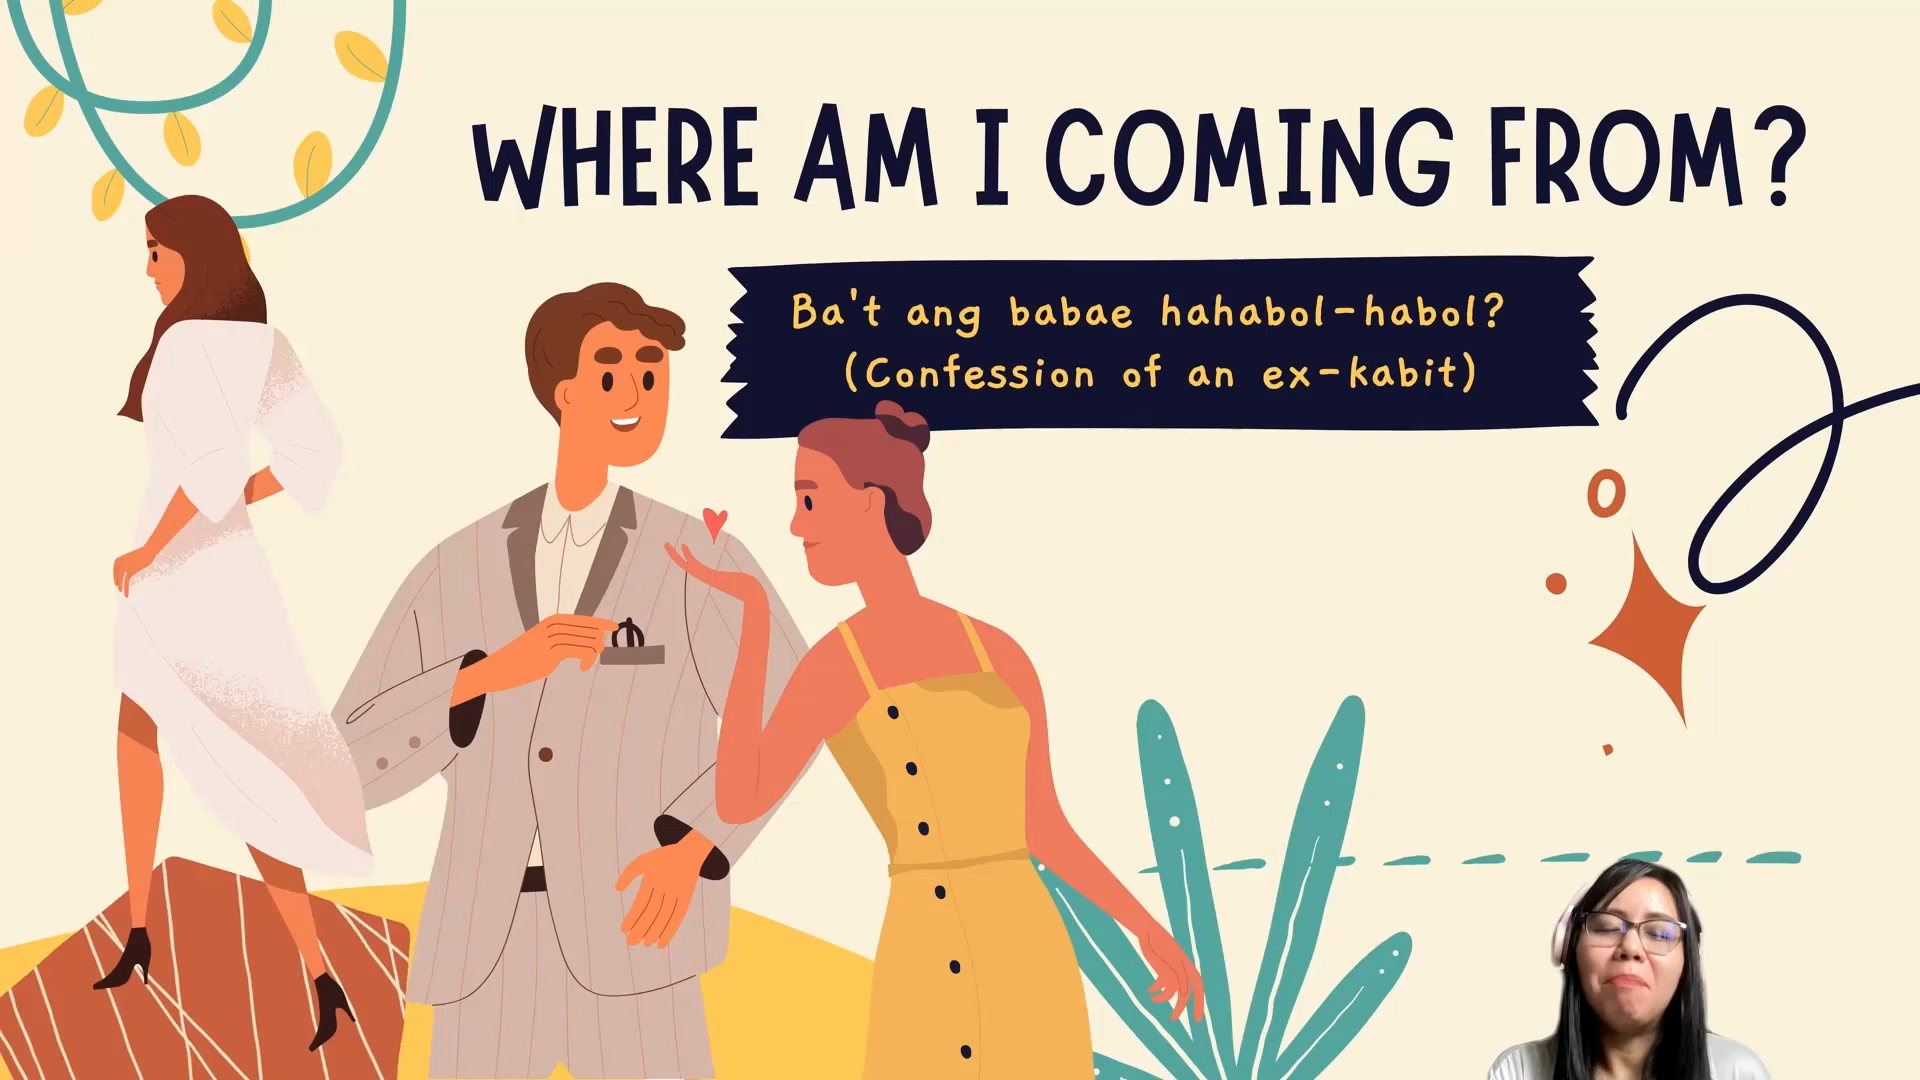 WHERE AM I COMING FROM?
Ba't ang babae hahabol-habol?
(Confession of an ex-kabit)